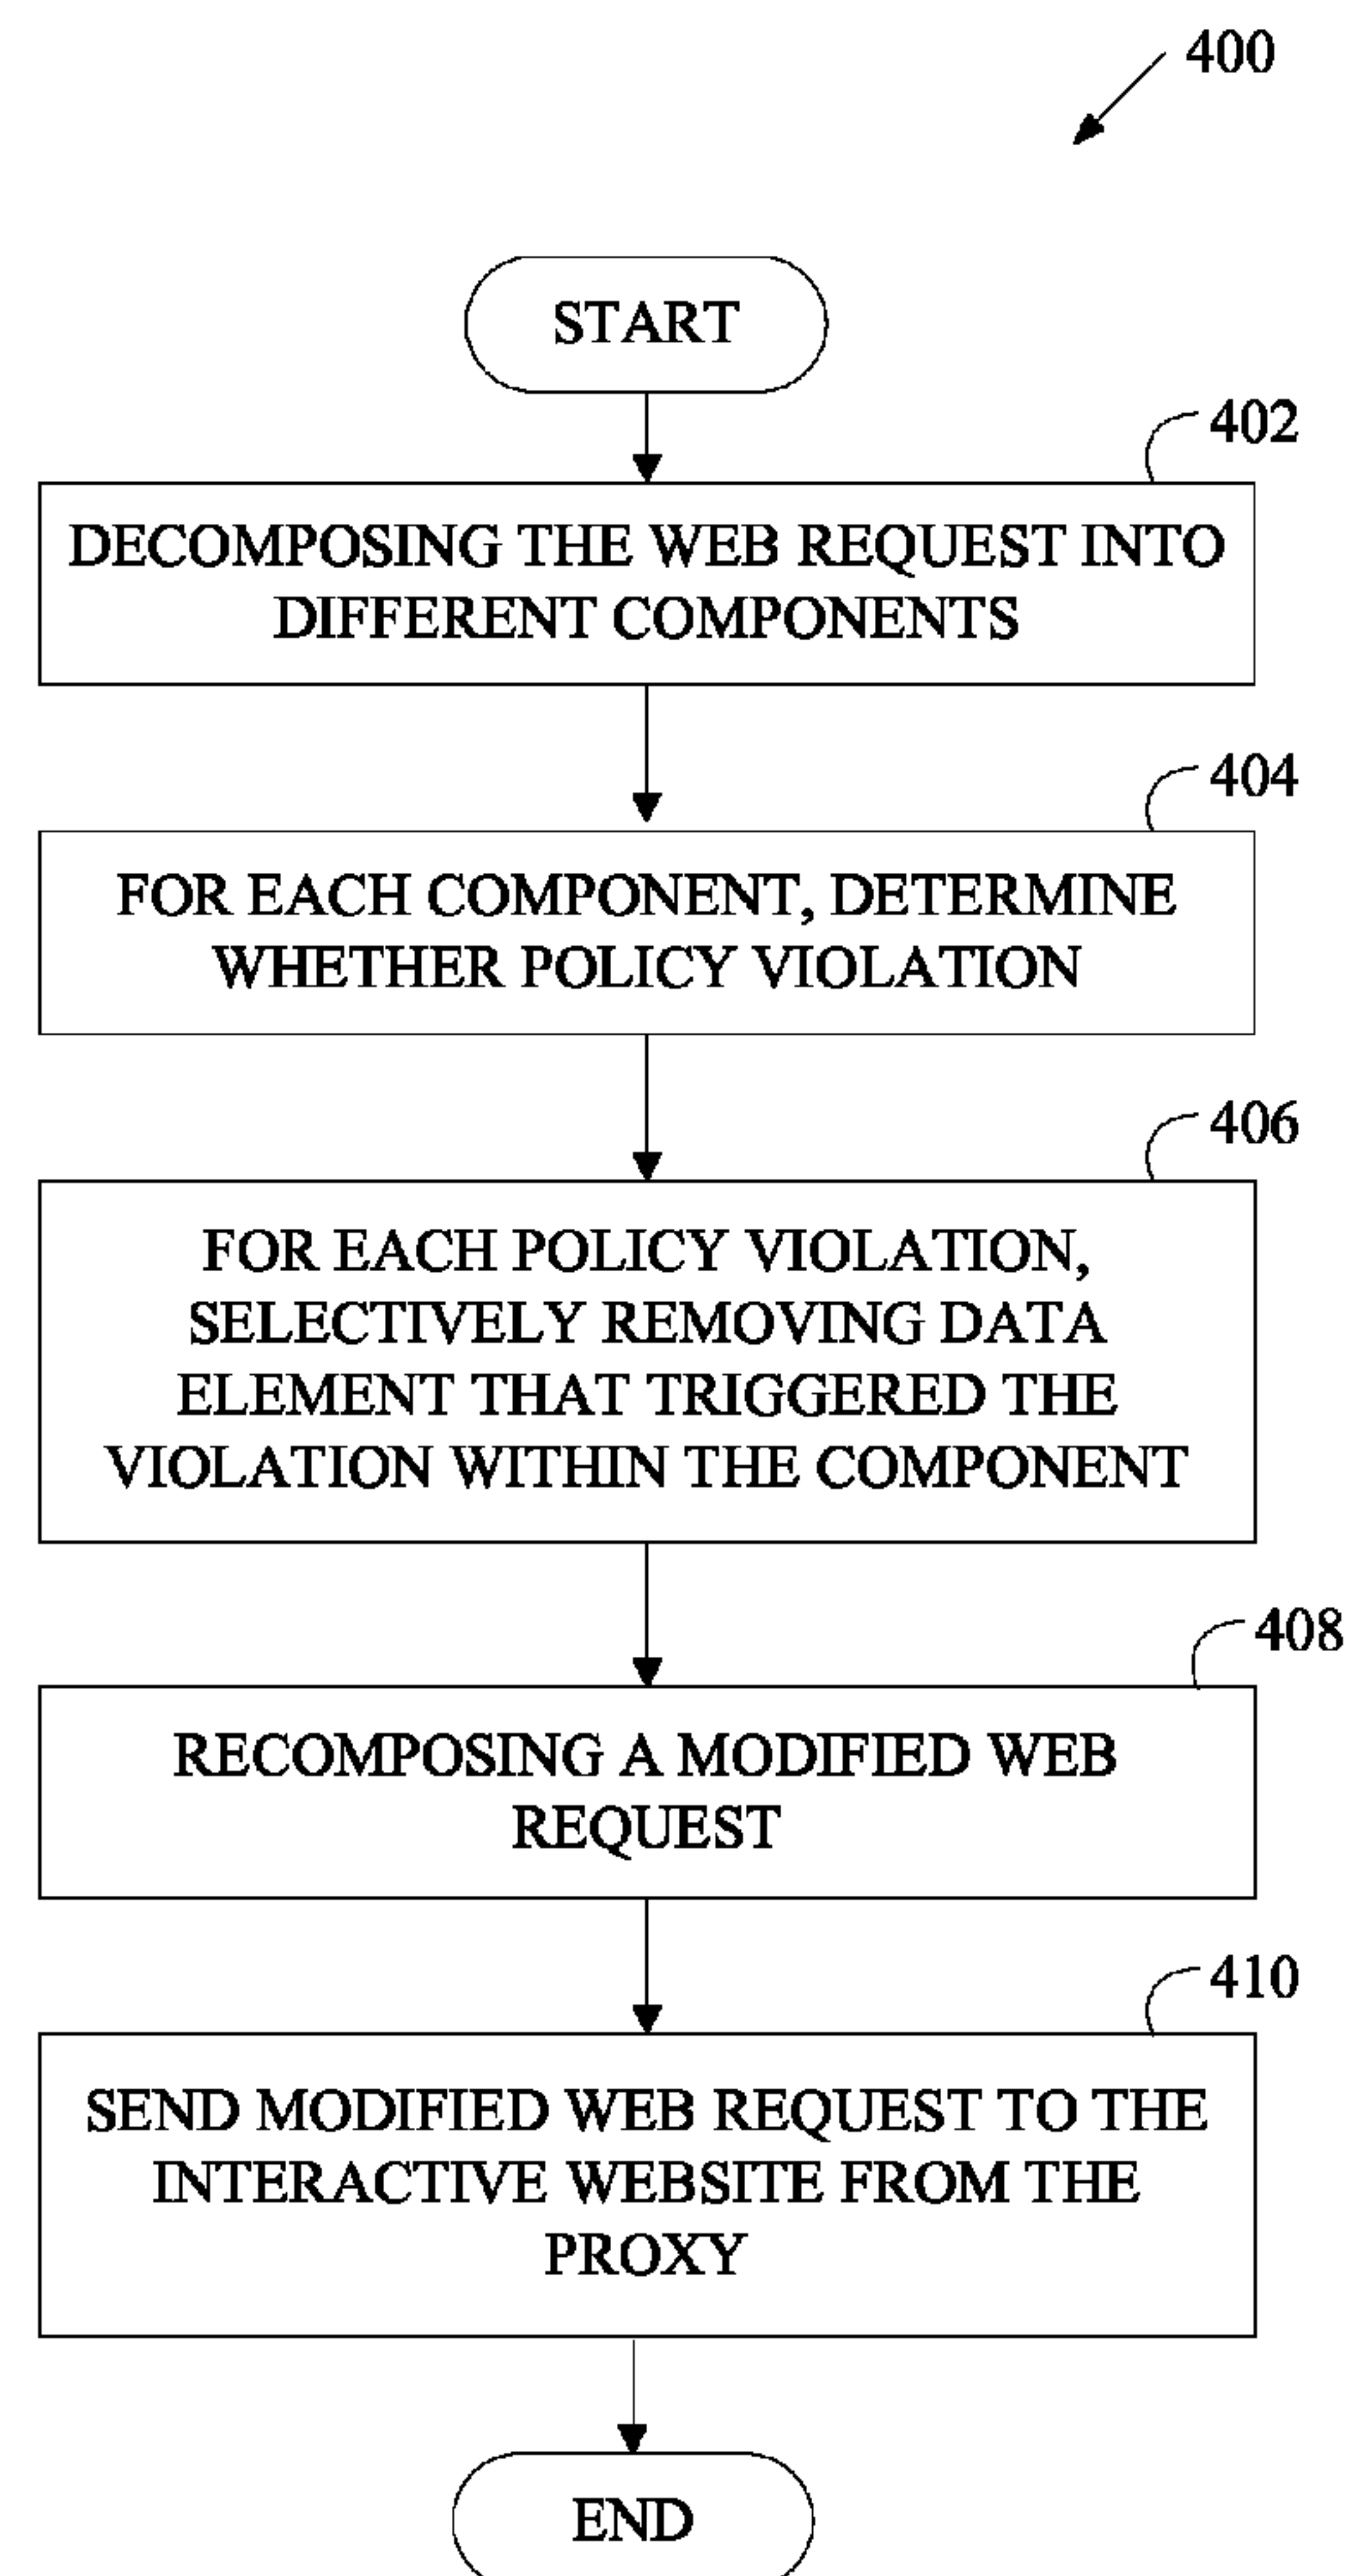 400
START
402
DECOMPOSING THE WEB REQUEST INTO
DIFFERENT COMPONENTS
404
FOR EACH COMPONENT, DETERMINE
WHETHER POLICY VIOLATION
406
FOR EACH POLICY VIOLATION,
SELECTIVELY REMOVING DATA
ELEMENT THAT TRIGGERED THE
VIOLATION WITHIN THE COMPONENT
408
RECOMPOSING A MODIFIED WEB
REQUEST
410
SEND MODIFIED WEB REQUEST TO THE
INTERACTIVE WEBSITE FROM THE
PROXY
END